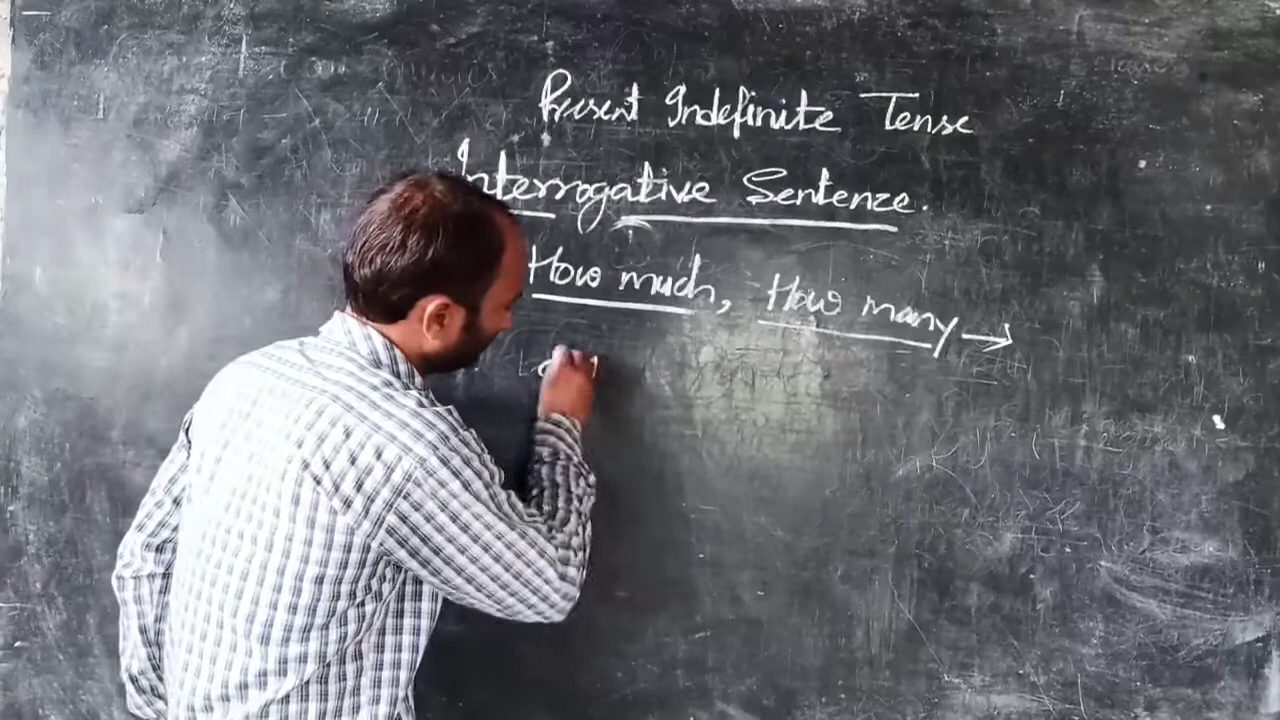 Present Indefinite Tense
Interrogative Sentence.
How much, How many →